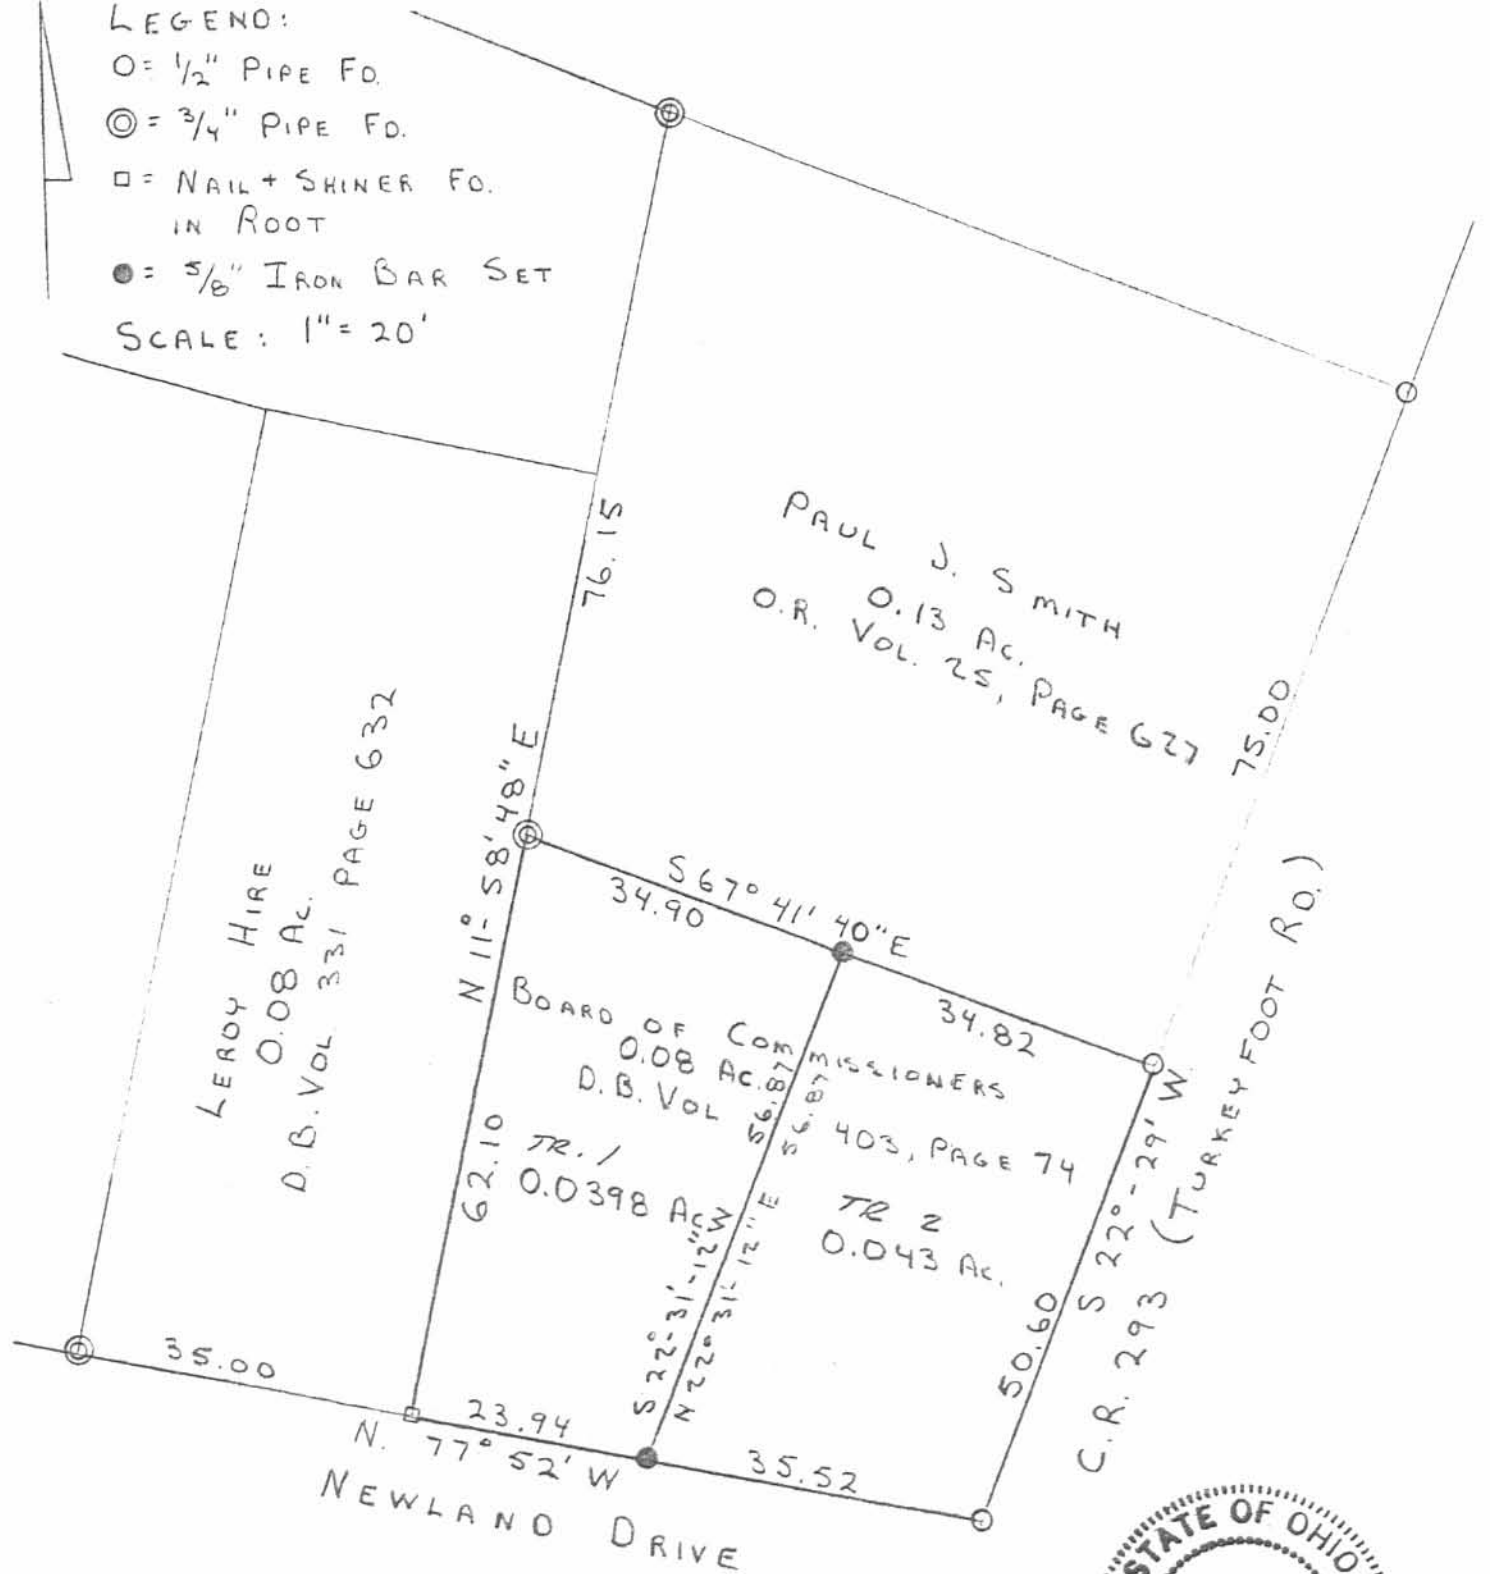 LEGEND:
O = 1/2" PIPE FD.
◎ = 3/4" PIPE FD.
□ = NAIL + SHINER FD.
IN ROOT
● = 5/8" IRON BAR SET
SCALE: 1" = 20'
76.15
PAUL J. SMITH
0.13 AC.
O.R. VOL. 25, PAGE 627
75.00
LEROY HIRE
0.08 AC.
D.B. VOL 331 PAGE 632
N 11°-58'48" E
62.10
S 67° 41' 40" E
34.90
34.82
BOARD OF COMMISSIONERS
0.08 AC.
D.B. VOL 403, PAGE 74
TR. 1
0.0398 AC.
TR 2
0.043 AC.
S 22°-31'-12" W 56.87
N 22° 31'-12" E 56.87
S 22°-29' W
50.60
C.R. 293 (TURKEYFOOT RD.)
35.00
23.94
35.52
N. 77° 52' W
NEWLAND DRIVE
STATE OF OHIO